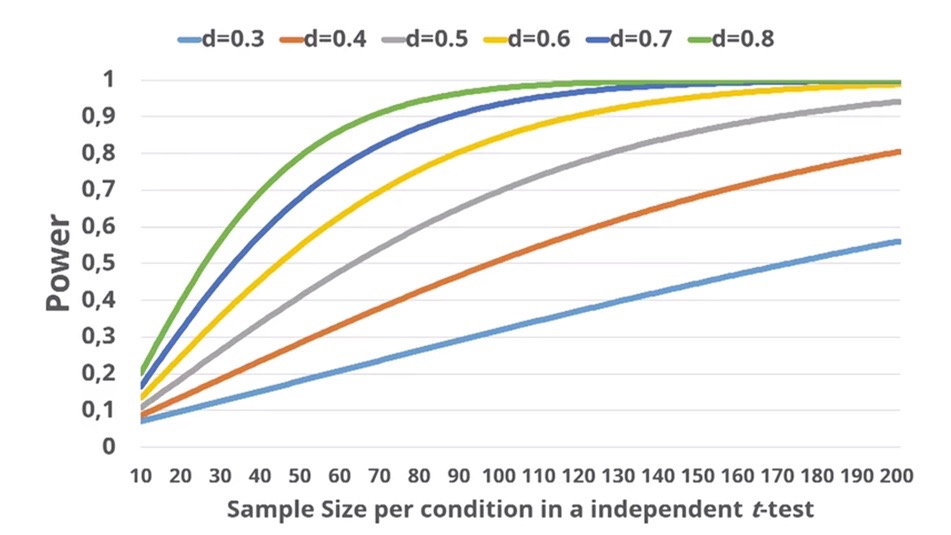 d=0.3 d=0.4 d=0.5 d=0.6 d=0.7 d=0.8
1
0,9
0,8
0,7
0,6
0,5
0,4
0,3
0,2
0,1
0
Power
10 20 30 40 50 60 70 80 90 100 110 120 130 140 150 160 170 180 190 200
Sample Size per condition in a independent t-test